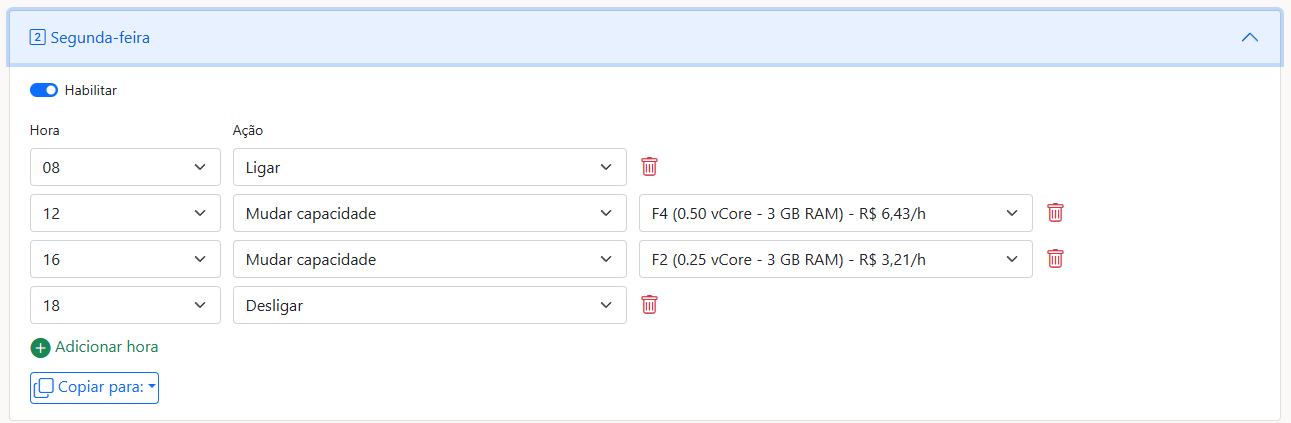 2 Segunda-feira
Habilitar
Hora Ação
08 Ligar
12 Mudar capacidade F4 (0.50 vCore - 3 GB RAM) - R$ 6,43/h
16 Mudar capacidade F2 (0.25 vCore - 3 GB RAM) - R$ 3,21/h
18 Desligar
Adicionar hora
Copiar para: